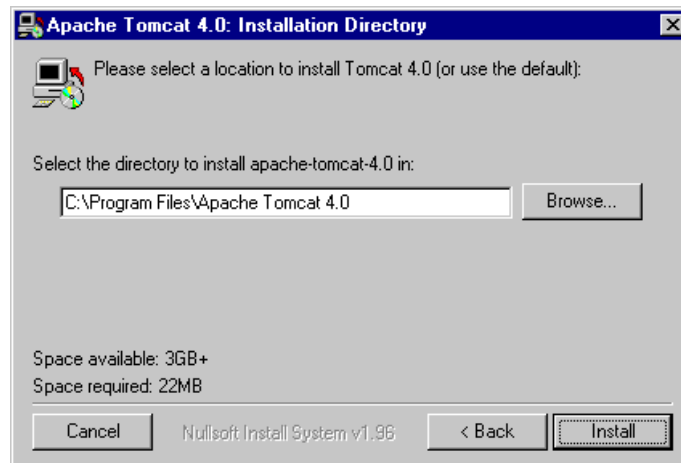 Apache Tomcat 4.0: Installation Directory
Please select a location to install Tomcat 4.0 (or use the default):
Select the directory to install apache-tomcat-4.0 in:
C:\Program Files\Apache Tomcat 4.0
Browse...
Space available: 3GB+
Space required: 22MB
Cancel
Nullsoft Install System v1.96
< Back
Install